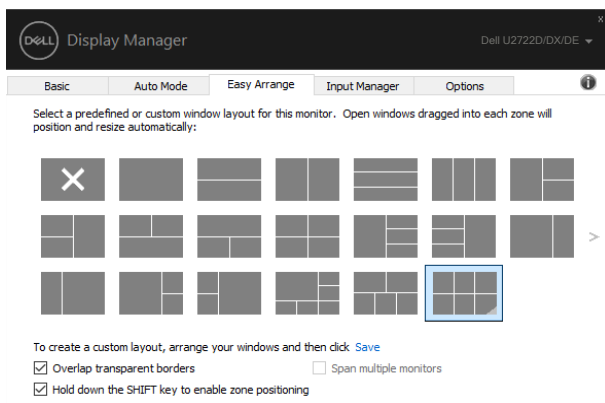 x
DELL Display Manager Dell U2722D/DX/DE
Basic Auto Mode Easy Arrange Input Manager Options i
Select a predefined or custom window layout for this monitor. Open windows dragged into each zone will
position and resize automatically:
>
To create a custom layout, arrange your windows and then click Save
Overlap transparent borders Span multiple monitors
Hold down the SHIFT key to enable zone positioning